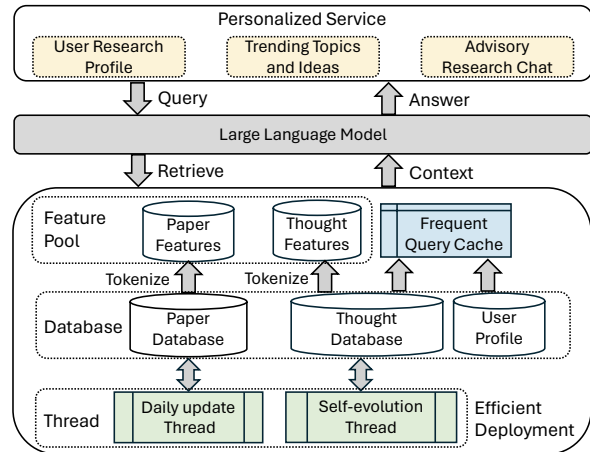 Personalized Service
User Research
Profile
Trending Topics
and Ideas
Advisory
Research Chat
Query
Answer
Large Language Model
Retrieve
Context
Feature
Pool
Paper
Features
Thought
Features
Frequent
Query Cache
Tokenize
Tokenize
Database
Paper
Database
Thought
Database
User
Profile
Thread
Daily update
Thread
Self-evolution
Thread
Efficient
Deployment